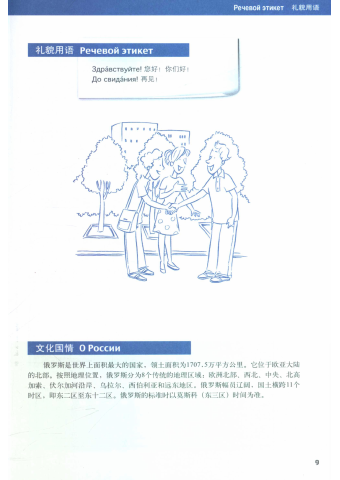 Речевой этикет 礼貌用语
礼貌用语 Речевой этикет
Здра́вствуйте! 您好！你们好！
До свида́ния! 再见！
文化国情 О России
俄罗斯是世界上面积最大的国家，领土面积为1707.5万平方公里。它位于欧亚大陆
的北部。按照地理位置，俄罗斯分为8个传统的地理区域：欧洲北部、西北、中央、北高
加索、伏尔加河沿岸、乌拉尔、西伯利亚和远东地区。俄罗斯幅员辽阔，国土横跨11个
时区，即东二区至东十二区。俄罗斯的标准时以莫斯科（东三区）时间为准。
9